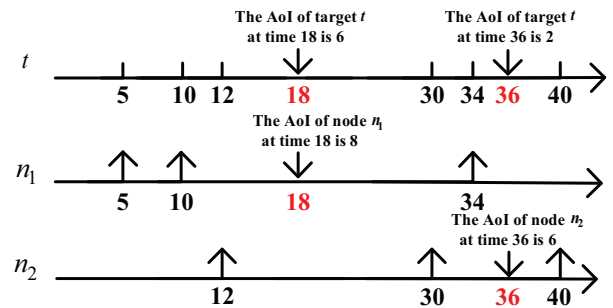 The AoI of target t
at time 18 is 6
The AoI of target t
at time 36 is 2
t
5 10 12 18 30 34 36 40
The AoI of node n1
at time 18 is 8
n1
5 10 18 34
The AoI of node n2
at time 36 is 6
n2
12 30 36 40